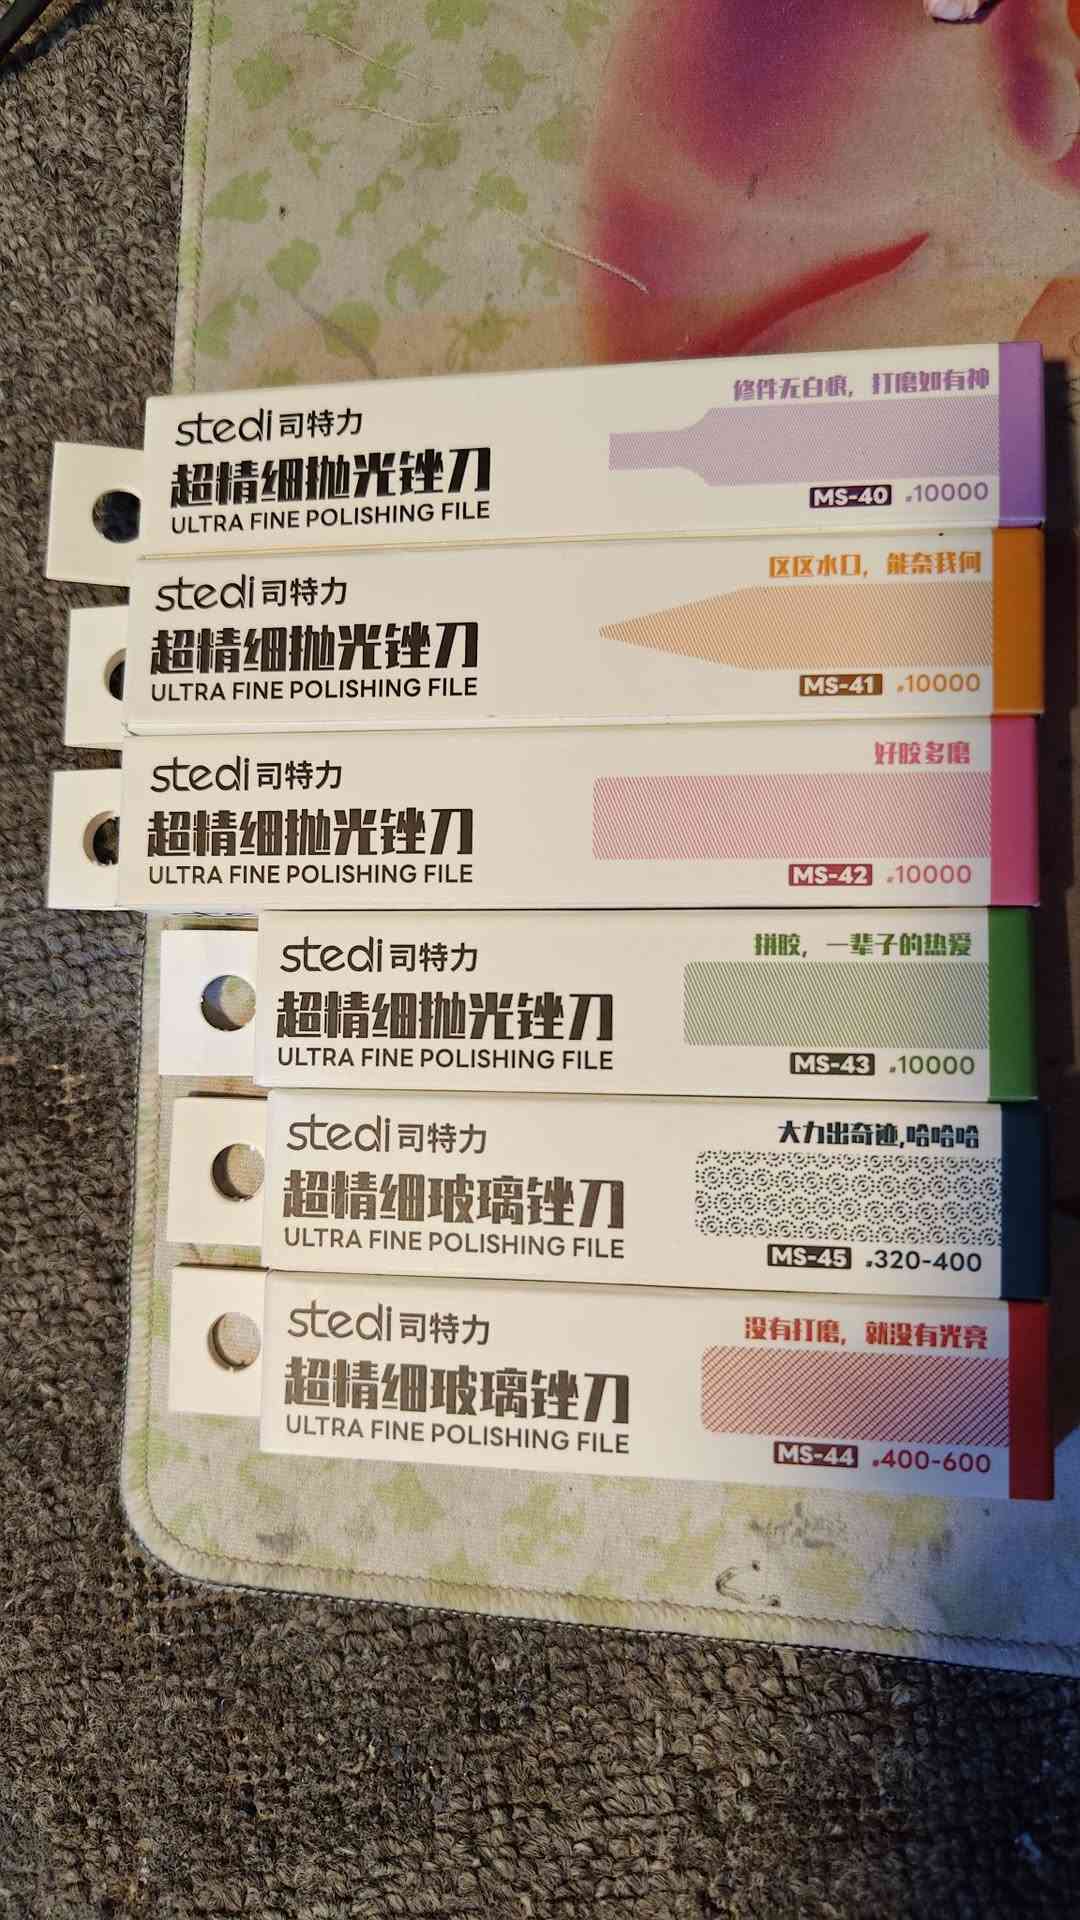 修件无白痕，打磨如有神
stedi 司特力
超精细抛光锉刀
ULTRA FINE POLISHING FILE
MS-40 #10000
区区水口，能奈我何
stedi 司特力
超精细抛光锉刀
ULTRA FINE POLISHING FILE
MS-41 #10000
好胶多磨
stedi 司特力
超精细抛光锉刀
ULTRA FINE POLISHING FILE
MS-42 #10000
拼胶，一辈子的热爱
stedi 司特力
超精细抛光锉刀
ULTRA FINE POLISHING FILE
MS-43 #10000
大力出奇迹,哈哈哈
stedi 司特力
超精细玻璃锉刀
ULTRA FINE POLISHING FILE
MS-45 #320-400
没有打磨，就没有光亮
stedi 司特力
超精细玻璃锉刀
ULTRA FINE POLISHING FILE
MS-44 #400-600